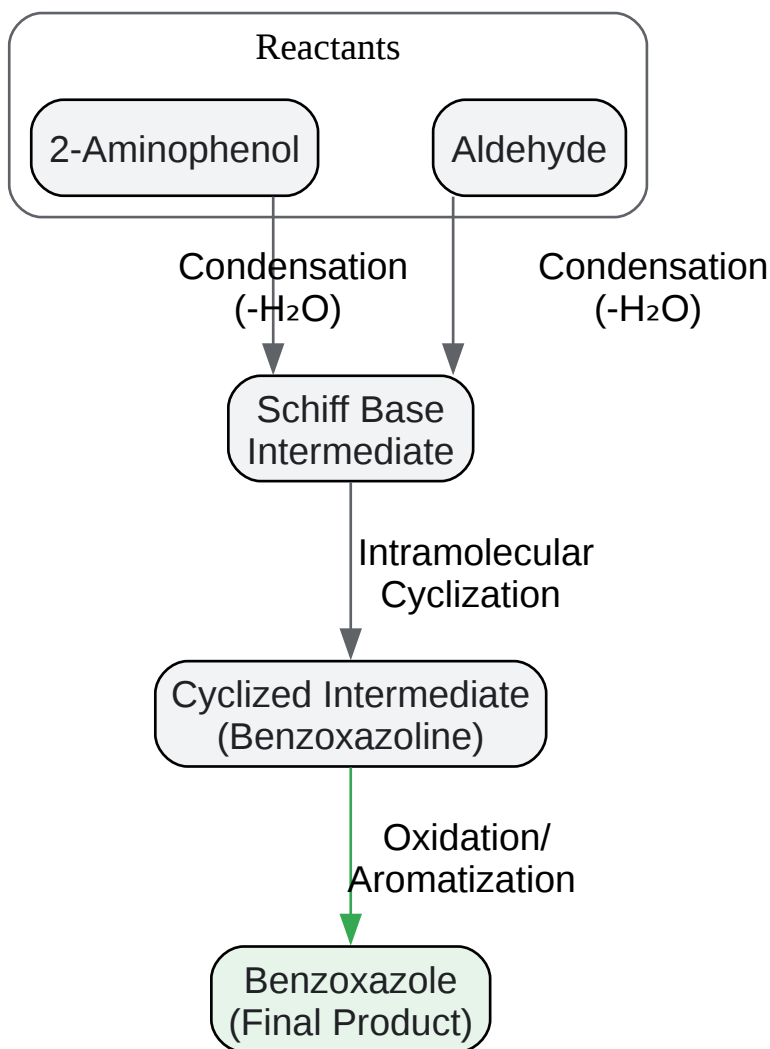 Reactants
2-Aminophenol
Aldehyde
Condensation
(-H₂O)
Condensation
(-H₂O)
Schiff Base
Intermediate
Intramolecular
Cyclization
Cyclized Intermediate
(Benzoxazoline)
Oxidation/
Aromatization
Benzoxazole
(Final Product)